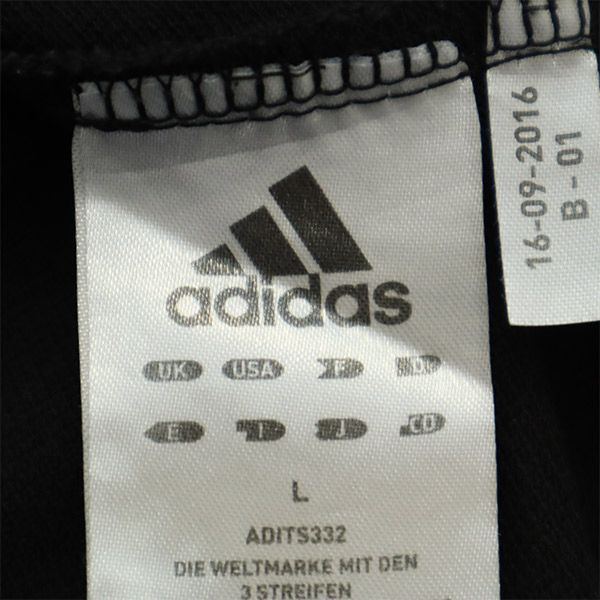 adidas
UK USA F D
E I J CO
L
ADITS332
DIE WELTMARKE MIT DEN
3 STREIFEN
16-09-2016
B-01